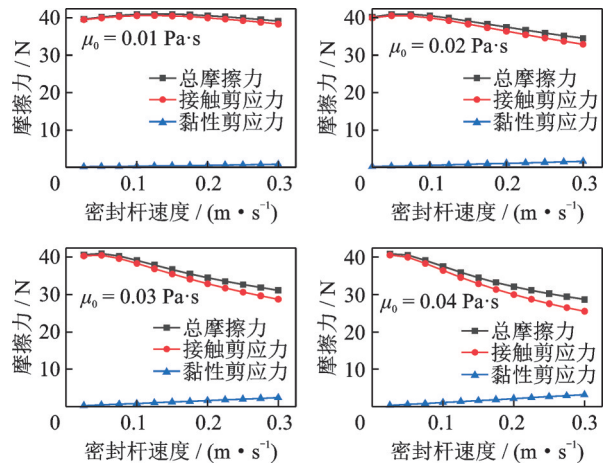 40
30
20
10
0
0.1
0.2
0.3
摩擦力 / N
μ₀ = 0.01 Pa·s
总摩擦力
接触剪应力
黏性剪应力
密封杆速度 / (m·s⁻¹)
40
30
20
10
0
0.1
0.2
0.3
摩擦力 / N
μ₀ = 0.02 Pa·s
总摩擦力
接触剪应力
黏性剪应力
密封杆速度 / (m·s⁻¹)
40
30
20
10
0
0.1
0.2
0.3
摩擦力 / N
μ₀ = 0.03 Pa·s
总摩擦力
接触剪应力
黏性剪应力
密封杆速度 / (m·s⁻¹)
40
30
20
10
0
0.1
0.2
0.3
摩擦力 / N
μ₀ = 0.04 Pa·s
总摩擦力
接触剪应力
黏性剪应力
密封杆速度 / (m·s⁻¹)